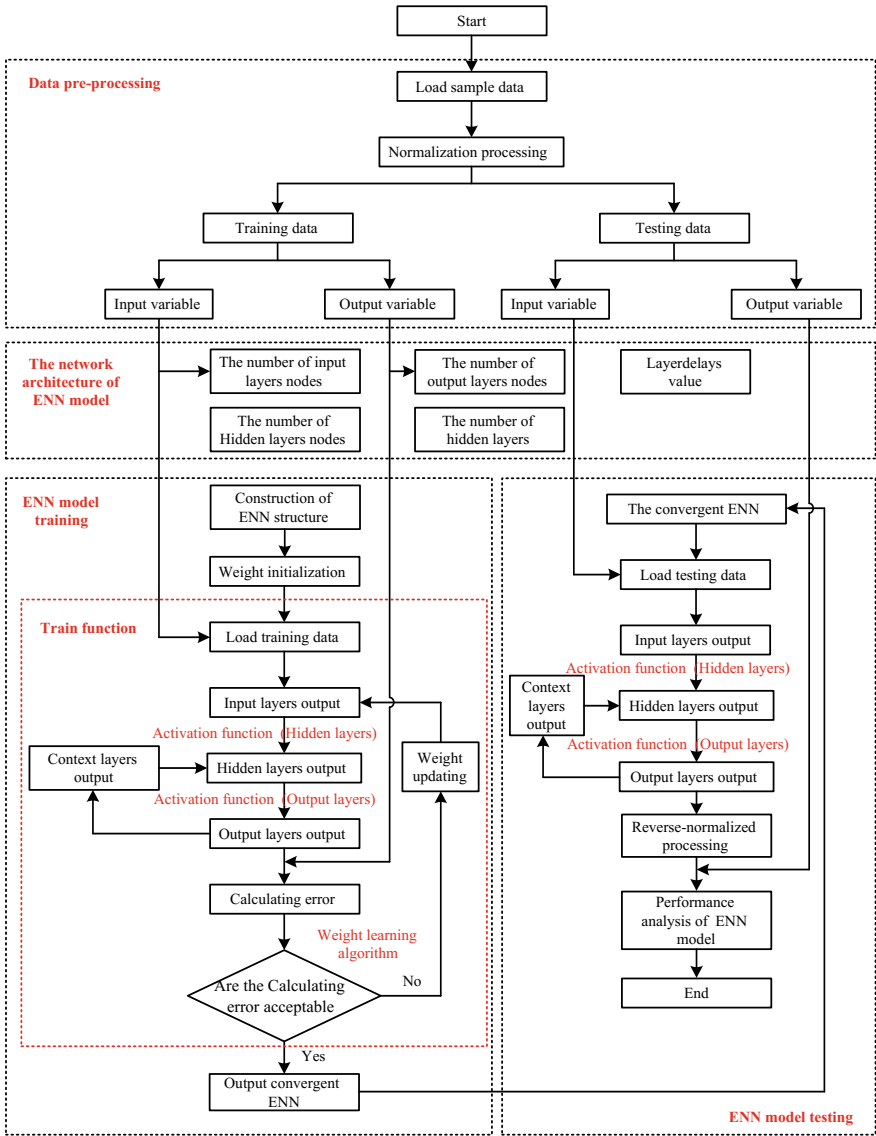 Start
Data pre-processing
Load sample data
Normalization processing
Training data
Testing data
Input variable
Output variable
Input variable
Output variable
The network
architecture of
ENN model
The number of input
layers nodes
The number of
output layers nodes
Layerdelays
value
The number of
Hidden layers nodes
The number of
hidden layers
ENN model
training
Construction of
ENN structure
Weight initialization
Train function
Load training data
Input layers output
Activation function (Hidden layers)
Context layers
output
Hidden layers output
Weight
updating
Activation function (Output layers)
Output layers output
Calculating error
Weight learning
algorithm
Are the Calculating
error acceptable
No
Yes
Output convergent
ENN
The convergent ENN
Load testing data
Input layers output
Activation function (Hidden layers)
Context
layers
output
Hidden layers output
Activation function (Output layers)
Output layers output
Reverse-normalized
processing
Performance
analysis of ENN
model
End
ENN model testing